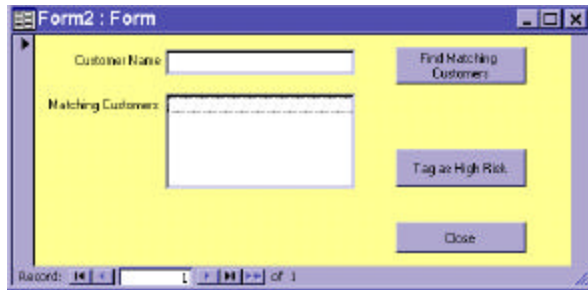 Form2 : Form
Customer Name
Find Matching
Customers
Matching Customers
Tag as High Risk
Close
Record: 1 of 1